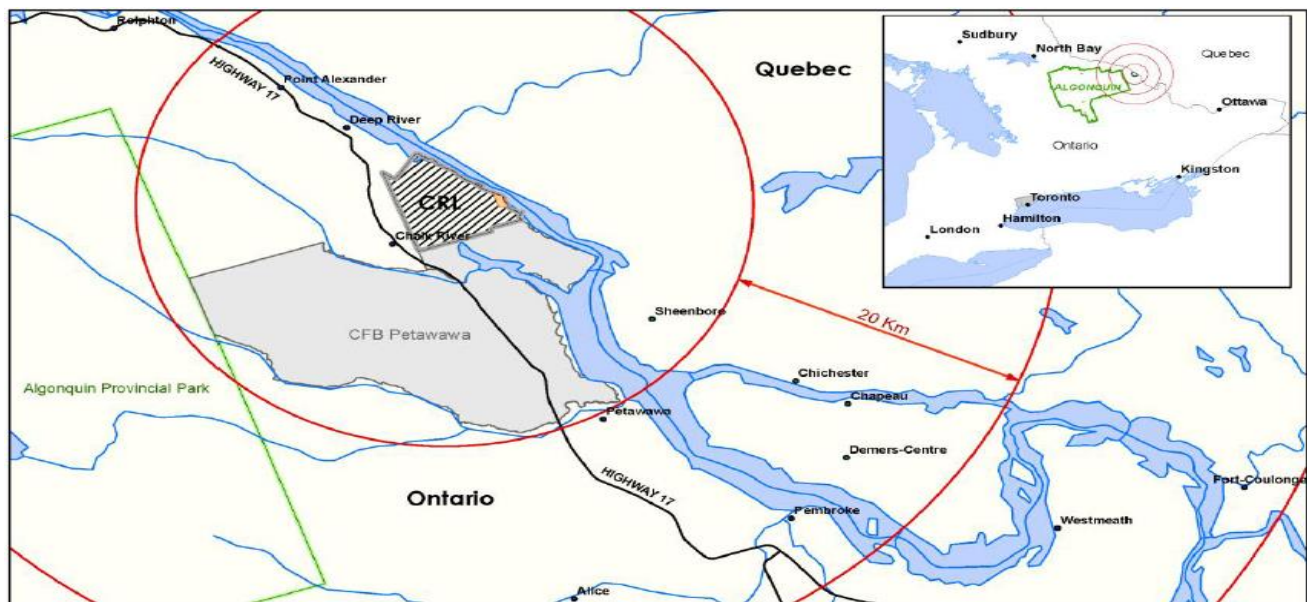 Rolphton
HIGHWAY 17
Point Alexander
Deep River
Quebec
CRL
Chalk River
CFB Petawawa
Sheenboro
20 Km
Algonquin Provincial Park
Chichester
Chapeau
Petawawa
Demers-Centre
HIGHWAY 17
Ontario
Fort-Coulonge
Pembroke
Westmeath
Alice
Sudbury
North Bay
Quebec
ALGONQUIN
Ottawa
Ontario
Kingston
Toronto
Hamilton
London